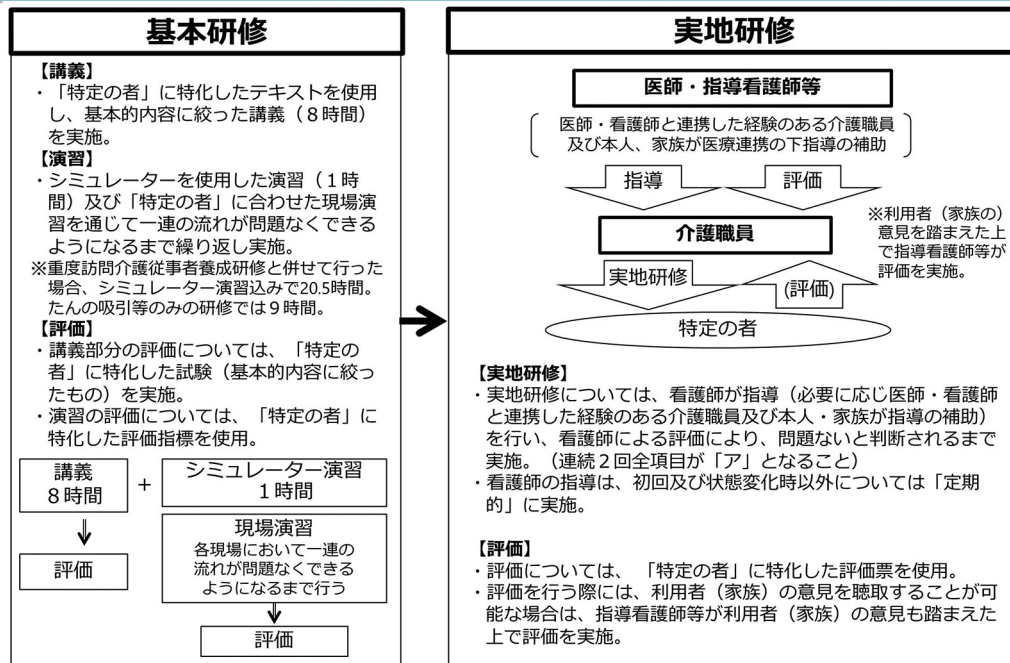 基本研修
【講義】
・「特定の者」に特化したテキストを使用
し、基本的内容に絞った講義（８時間）
を実施。
【演習】
・シミュレーターを使用した演習（１時
間）及び「特定の者」に合わせた現場演
習を通じて一連の流れが問題なくできる
ようになるまで繰り返し実施。
※重度訪問介護従事者養成研修と併せて行った
場合、シミュレーター演習込みで20.5時間。
たんの吸引等のみの研修では９時間。
【評価】
・講義部分の評価については、「特定の
者」に特化した試験（基本的内容に絞っ
たもの）を実施。
・演習の評価については、「特定の者」に
特化した評価指標を使用。
講義
８時間
+
シミュレーター演習
１時間
評価
現場演習
各現場において一連の
流れが問題なくできる
ようになるまで行う
評価
実地研修
医師・指導看護師等
医師・看護師と連携した経験のある介護職員
及び本人、家族が医療連携の下指導の補助
指導
評価
介護職員
※利用者（家族の）
意見を踏まえた上
で指導看護師等が
評価を実施。
実地研修
(評価)
特定の者
【実地研修】
・実地研修については、看護師が指導（必要に応じ医師・看護師
と連携した経験のある介護職員及び本人・家族が指導の補助）
を行い、看護師による評価により、問題ないと判断されるまで
実施。（連続２回全項目が「ア」となること）
・看護師の指導は、初回及び状態変化時以外については「定期
的」に実施。
【評価】
・評価については、 「特定の者」に特化した評価票を使用。
・評価を行う際には、利用者（家族）の意見を聴取することが可
能な場合は、指導看護師等が利用者（家族）の意見も踏まえた
上で評価を実施。